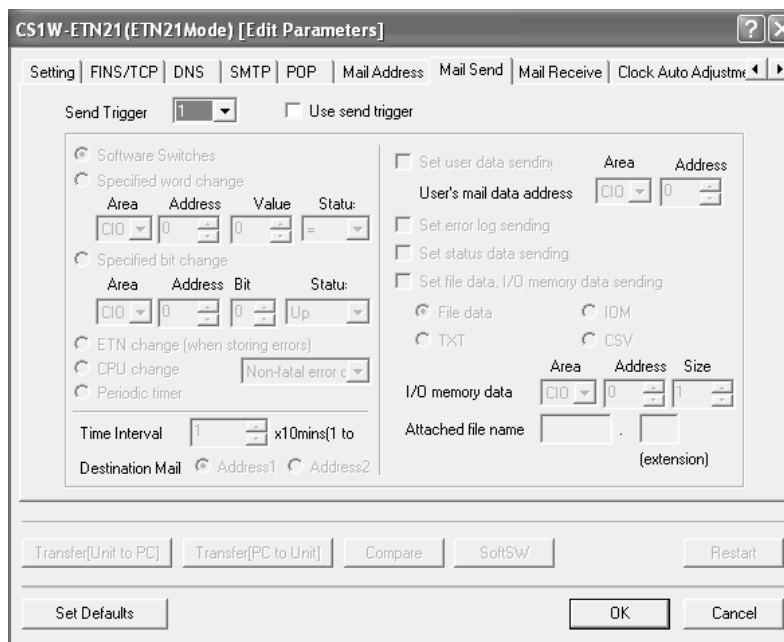 CS1W-ETN21(ETN21Mode) [Edit Parameters]
Setting FINS/TCP DNS SMTP POP Mail Address Mail Send Mail Receive Clock Auto Adjustme
Send Trigger 1 Use send trigger
Software Switches
Specified word change
Area Address Value Statu:
CIO 0 0 =
Specified bit change
Area Address Bit Statu:
CIO 0 0 Up
ETN change (when storing errors)
CPU change Non-fatal error c
Periodic timer
Time Interval 1 x10mins(1 to
Destination Mail Address1 Address2
Set user data sending Area Address
User's mail data address CIO 0
Set error log sending
Set status data sending
Set file data, I/O memory data sending
File data IOM
TXT CSV
Area Address Size
I/O memory data CIO 0 1
Attached file name .
(extension)
Transfer[Unit to PC] Transfer[PC to Unit] Compare SoftSW Restart
Set Defaults OK Cancel